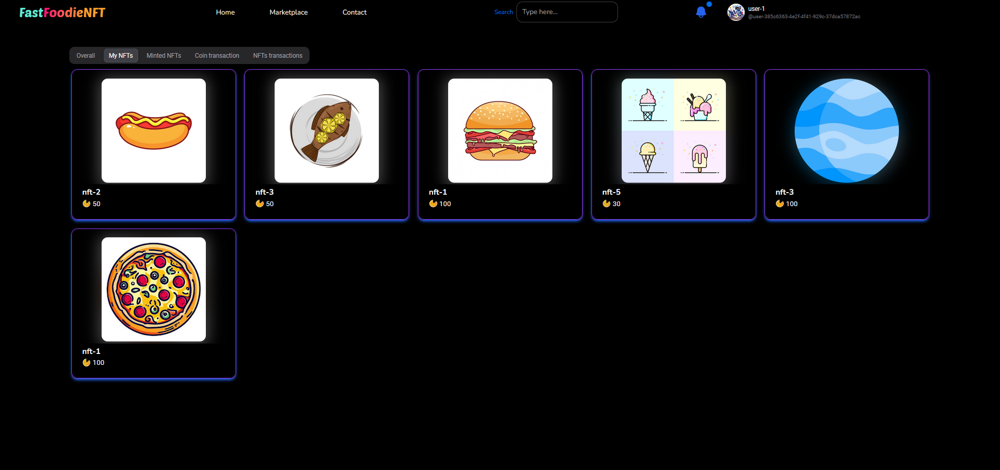 FastFoodieNFT
Home
Marketplace
Contact
Search
Type here...
user-1
@user-385c6363-4e2f-4f41-929c-37dca57872ac
Overall
My NFTs
Minted NFTs
Coin transaction
NFTs transactions
nft-2
50
nft-3
50
nft-1
100
nft-5
30
nft-3
100
nft-1
100